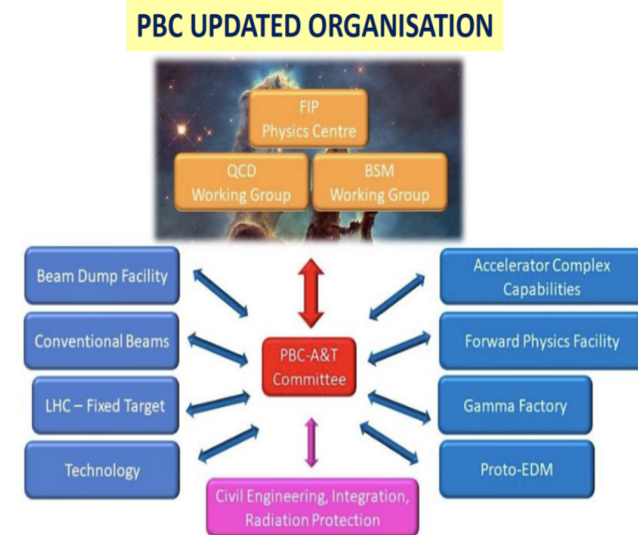 PBC UPDATED ORGANISATION
FIP
Physics Centre
QCD
Working Group
BSM
Working Group
Beam Dump Facility
Conventional Beams
LHC – Fixed Target
Technology
PBC-A&T
Committee
Accelerator Complex
Capabilities
Forward Physics Facility
Gamma Factory
Proto-EDM
Civil Engineering, Integration,
Radiation Protection